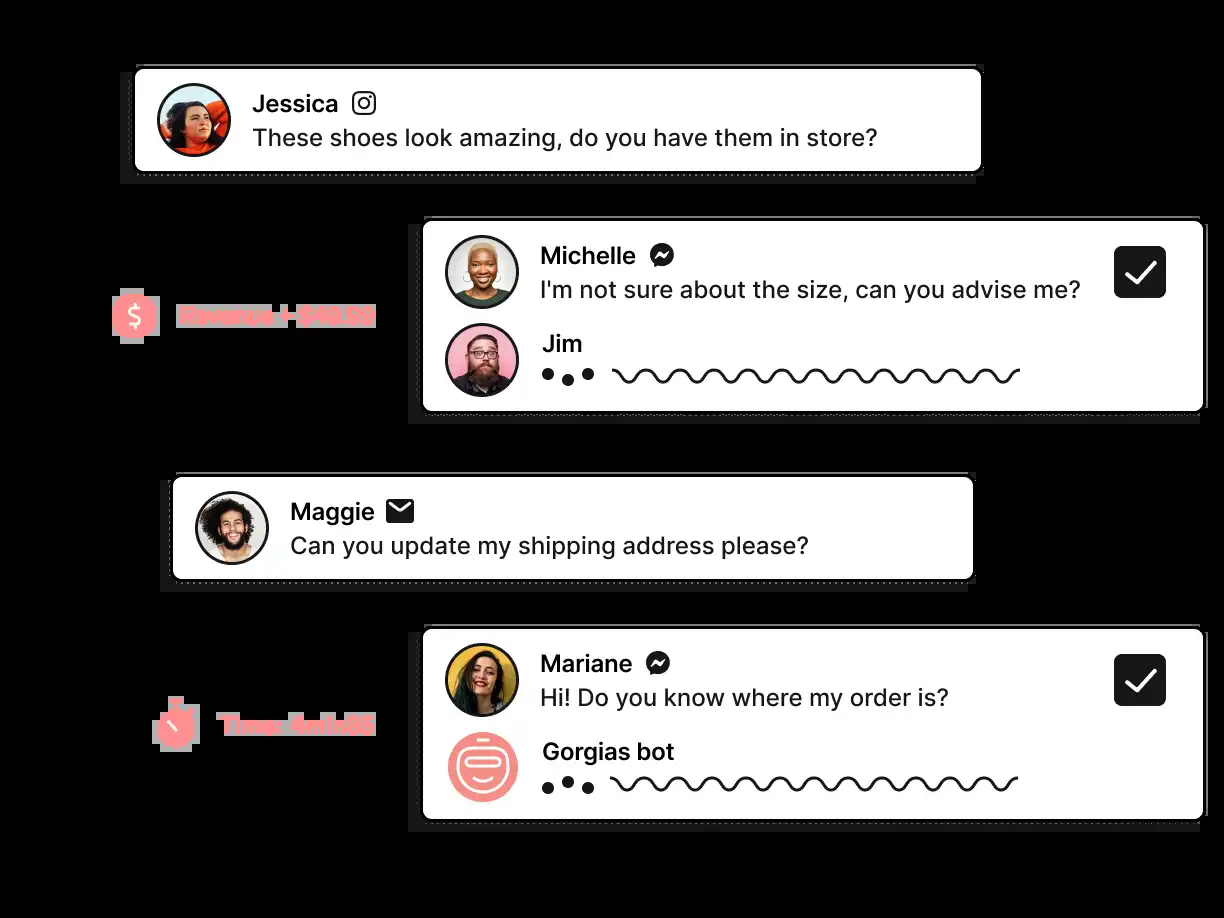 Jessica
These shoes look amazing, do you have them in store?
Michelle
I'm not sure about the size, can you advise me?
Revenue + $49.99
Jim
Maggie
Can you update my shipping address please?
Mariane
Hi! Do you know where my order is?
Time: 4min86
Gorgias bot